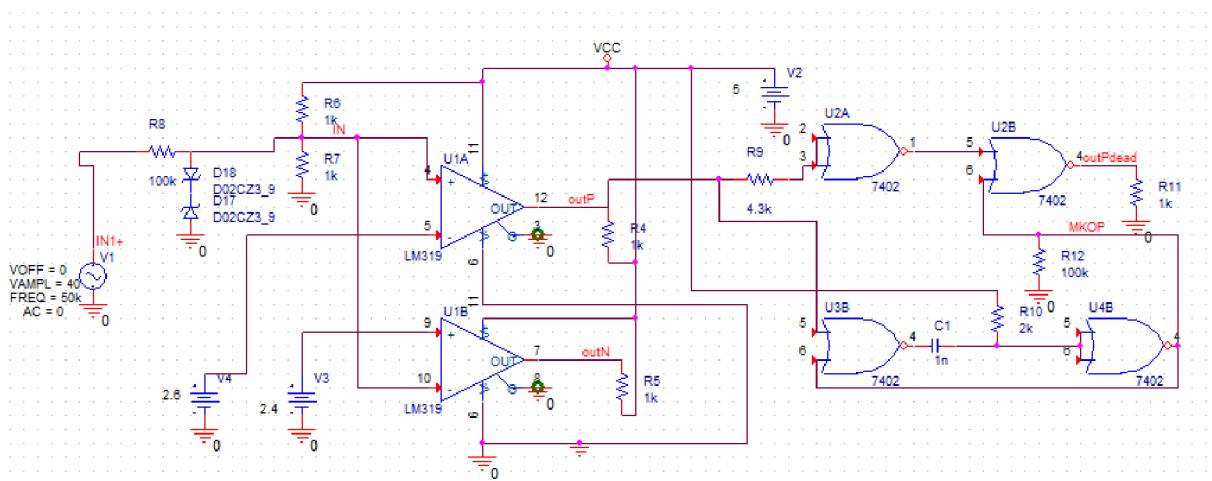 VCC
V2
5
0
R6
1k
IN
R7
1k
0
R8
100k
D18
D02CZ3_9
D17
D02CZ3_9
0
IN1+
V1
VOFF = 0
VAMPL = 40
FREQ = 50k
AC = 0
0
U1A
11
4
+
5
-
OUT
12
outP
3
G
0
6
LM319
R4
1k
U1B
11
9
+
10
-
OUT
7
outN
8
G
0
6
LM319
R5
1k
V4
2.6
0
V3
2.4
0
0
R9
4.3k
U2A
2
3
1
7402
U2B
5
6
4
outPdead
7402
R11
1k
0
MKOP
R12
100k
0
U3B
5
6
4
7402
C1
1n
R10
2k
U4B
5
6
4
7402